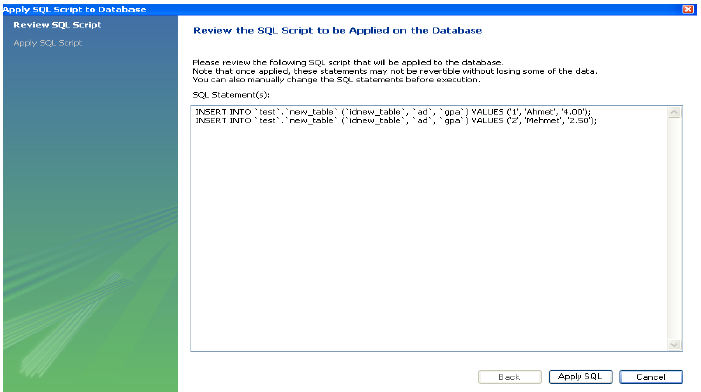 Apply SQL Script to Database
Review SQL Script
Apply SQL Script
Review the SQL Script to be Applied on the Database
Please review the following SQL script that will be applied to the database.
Note that once applied, these statements may not be revertible without losing some of the data.
You can also manually change the SQL statements before execution.
SQL Statement(s):
INSERT INTO `test`.`new_table` (`idnew_table`, `ad`, `gpa`) VALUES ('1', 'Ahmet', '4.00');
INSERT INTO `test`.`new_table` (`idnew_table`, `ad`, `gpa`) VALUES ('2', 'Mehmet', '2.50');
Back Apply SQL Cancel